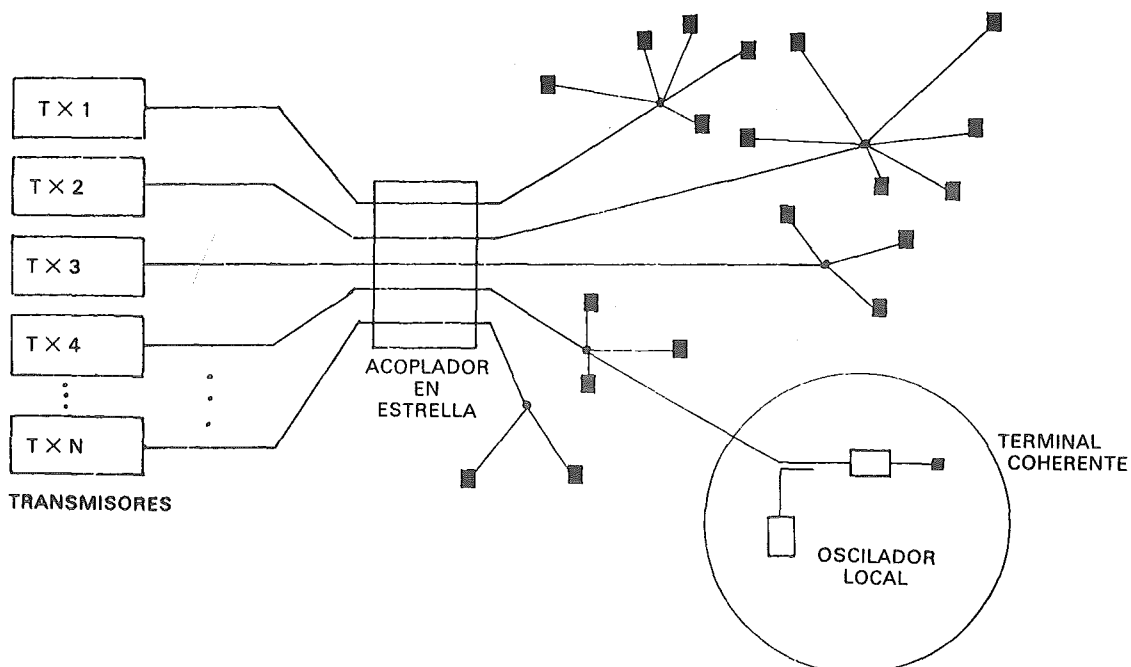 T X 1
T X 2
T X 3
T X 4
T X N
TRANSMISORES
ACOPLADOR
EN
ESTRELLA
TERMINAL
COHERENTE
OSCILADOR
LOCAL